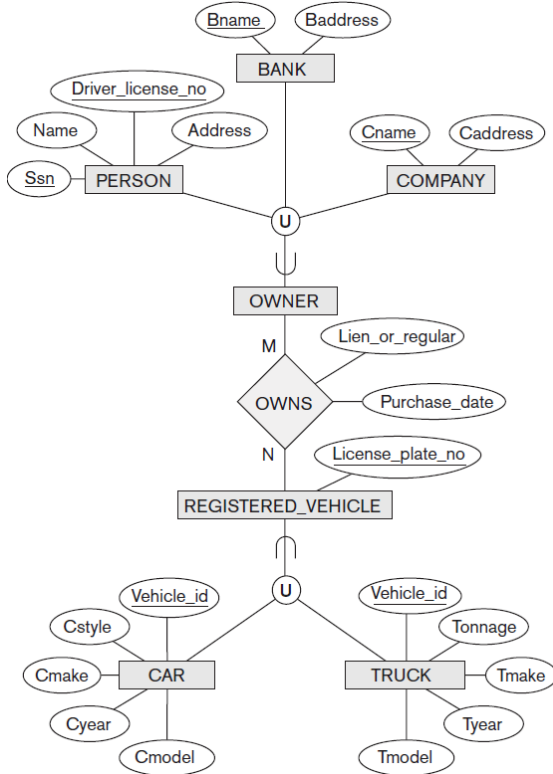 Bname Baddress
BANK
Driver_license_no
Name Address Cname Caddress
Ssn PERSON COMPANY
U
OWNER
M Lien_or_regular
OWNS Purchase_date
N License_plate_no
REGISTERED_VEHICLE
U
Vehicle_id Vehicle_id
Cstyle Tonnage
Cmake CAR TRUCK Tmake
Cyear Tyear
Cmodel Tmodel